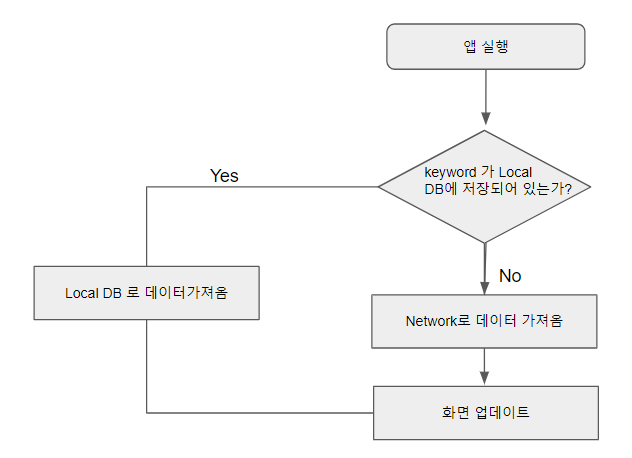 앱 실행
keyword 가 Local
DB에 저장되어 있는가?
Yes
No
Local DB 로 데이터가져옴
Network로 데이터 가져옴
화면 업데이트